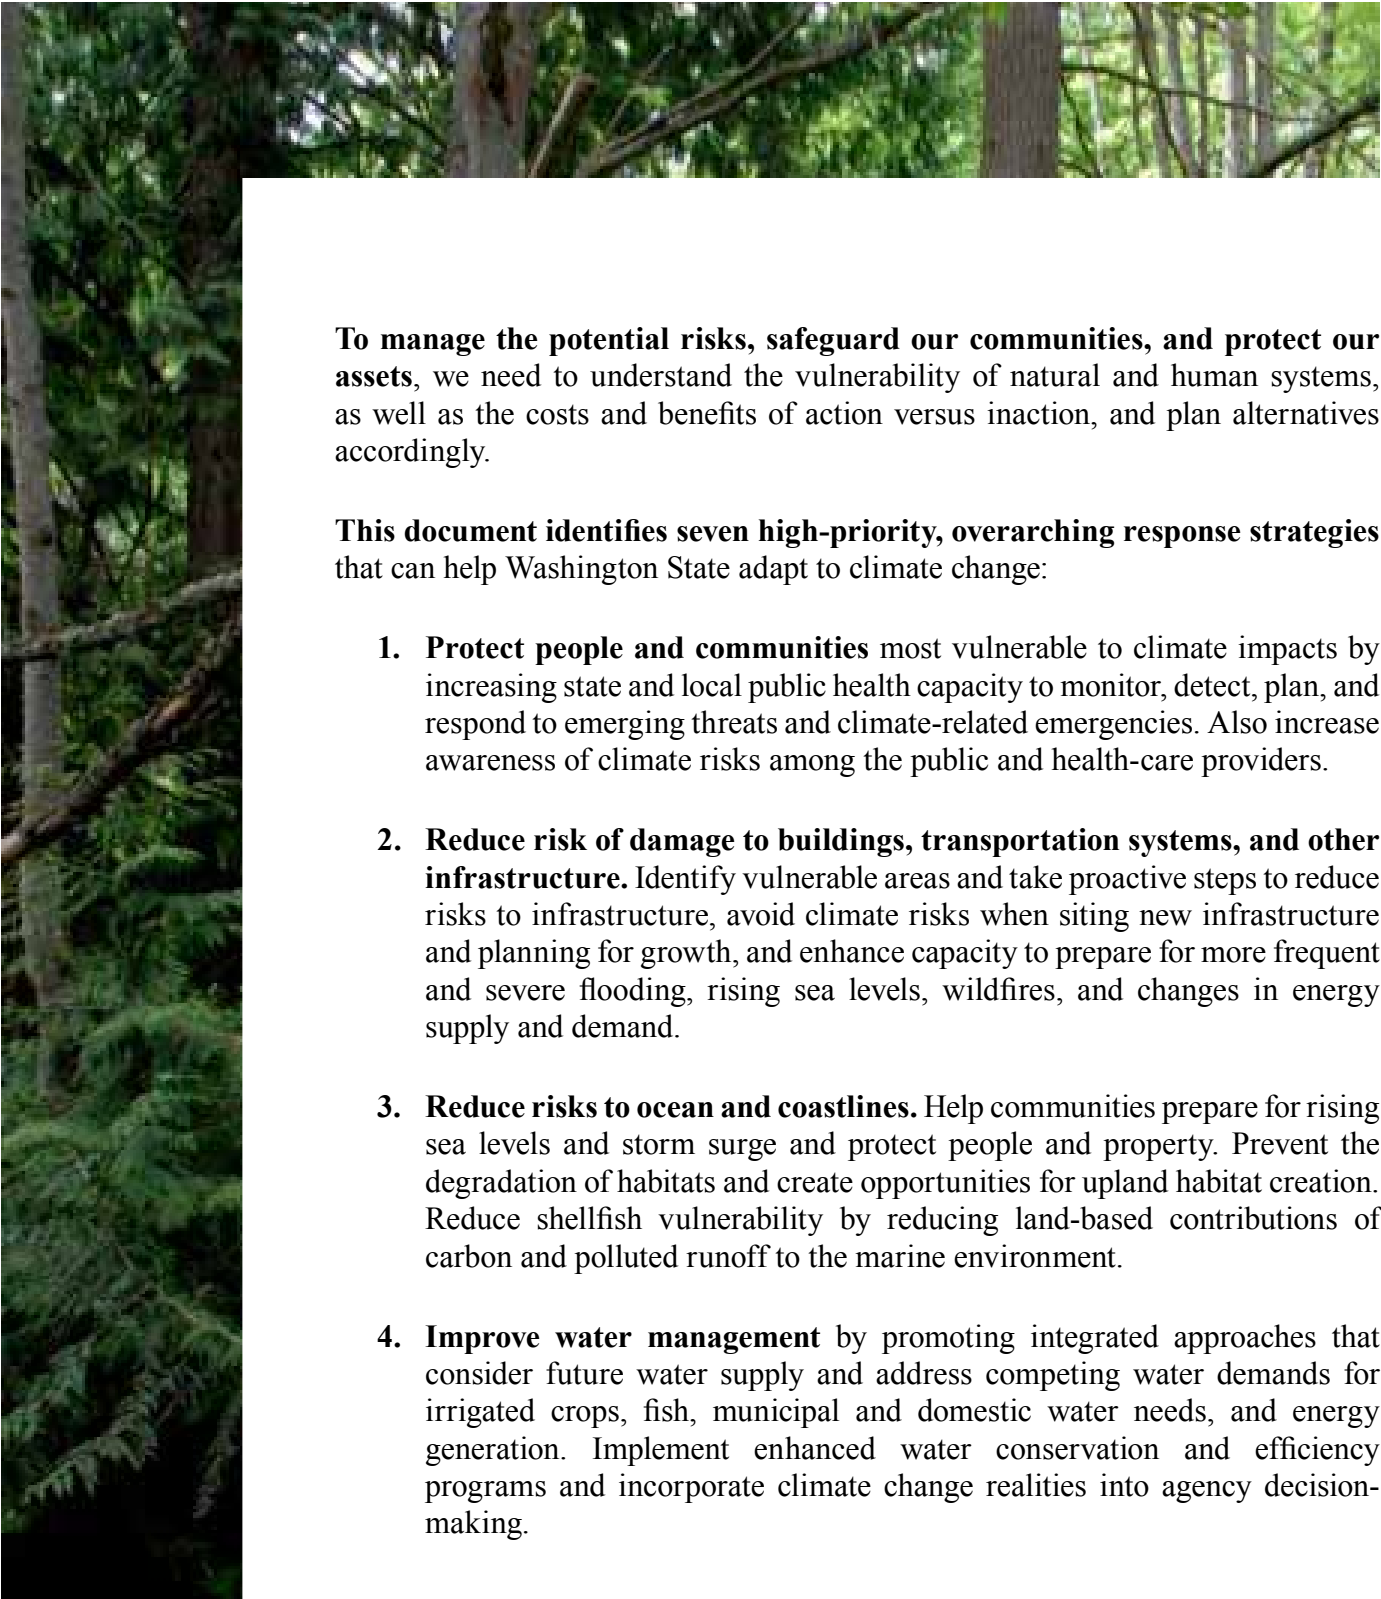 To manage the potential risks, safeguard our communities, and protect our
assets, we need to understand the vulnerability of natural and human systems,
as well as the costs and benefits of action versus inaction, and plan alternatives
accordingly.
This document identifies seven high-priority, overarching response strategies
that can help Washington State adapt to climate change:
1. Protect people and communities most vulnerable to climate impacts by
increasing state and local public health capacity to monitor, detect, plan, and
respond to emerging threats and climate-related emergencies. Also increase
awareness of climate risks among the public and health-care providers.
2. Reduce risk of damage to buildings, transportation systems, and other
infrastructure. Identify vulnerable areas and take proactive steps to reduce
risks to infrastructure, avoid climate risks when siting new infrastructure
and planning for growth, and enhance capacity to prepare for more frequent
and severe flooding, rising sea levels, wildfires, and changes in energy
supply and demand.
3. Reduce risks to ocean and coastlines. Help communities prepare for rising
sea levels and storm surge and protect people and property. Prevent the
degradation of habitats and create opportunities for upland habitat creation.
Reduce shellfish vulnerability by reducing land-based contributions of
carbon and polluted runoff to the marine environment.
4. Improve water management by promoting integrated approaches that
consider future water supply and address competing water demands for
irrigated crops, fish, municipal and domestic water needs, and energy
generation. Implement enhanced water conservation and efficiency
programs and incorporate climate change realities into agency decision-
making.